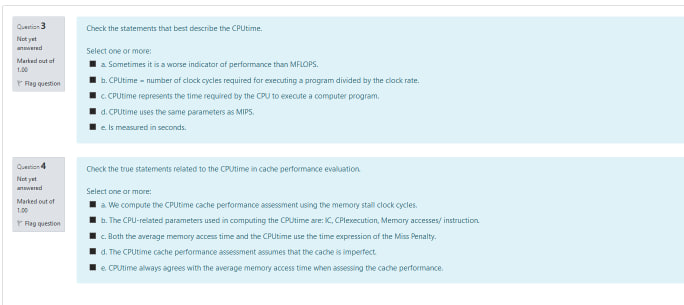 Question 3
Not yet
answered
Marked out of
1.00
Flag question
Check the statements that best describe the CPUtime.
Select one or more:
a. Sometimes it is a worse indicator of performance than MFLOPS.
b. CPUtime = number of clock cycles required for executing a program divided by the clock rate.
c. CPUtime represents the time required by the CPU to execute a computer program.
d. CPUtime uses the same parameters as MIPS.
e. Is measured in seconds.
Question 4
Not yet
answered
Marked out of
1.00
Flag question
Check the true statements related to the CPUtime in cache performance evaluation.
Select one or more:
a. We compute the CPUtime cache performance assessment using the memory stall clock cycles.
b. The CPU-related parameters used in computing the CPUtime are: IC, CPIexecution, Memory accesses/ instruction.
c. Both the average memory access time and the CPUtime use the time expression of the Miss Penalty.
d. The CPUtime cache performance assessment assumes that the cache is imperfect.
e. CPUtime always agrees with the average memory access time when assessing the cache performance.